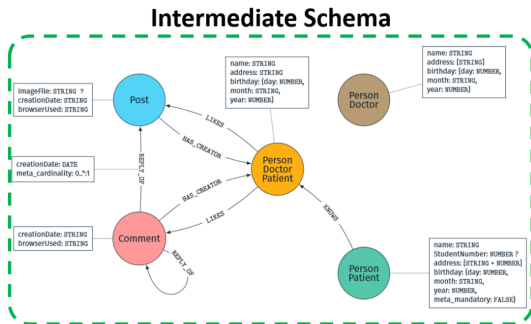 Intermediate Schema
name: STRING
address: STRING
birthday: {day: NUMBER,
month: STRING,
year: NUMBER}
name: STRING
address: [STRING]
birthday: {day: NUMBER,
month: STRING,
year: NUMBER}
imageFile: STRING ?
creationDate: STRING
browserUsed: STRING
Post
Person
Doctor
LIKES
HAS_CREATOR
creationDate: DATE
meta_cardinality: 0..*:1
REPLY_OF
Person
Doctor
Patient
HAS_CREATOR
LIKES
KNOWS
creationDate: STRING
browserUsed: STRING
Comment
REPLY_OF
Person
Patient
name: STRING
StudentNumber: NUMBER ?
address: [STRING + NUMBER]
birthday: {day: NUMBER,
month: STRING,
year: NUMBER,
meta_mandatory: FALSE}